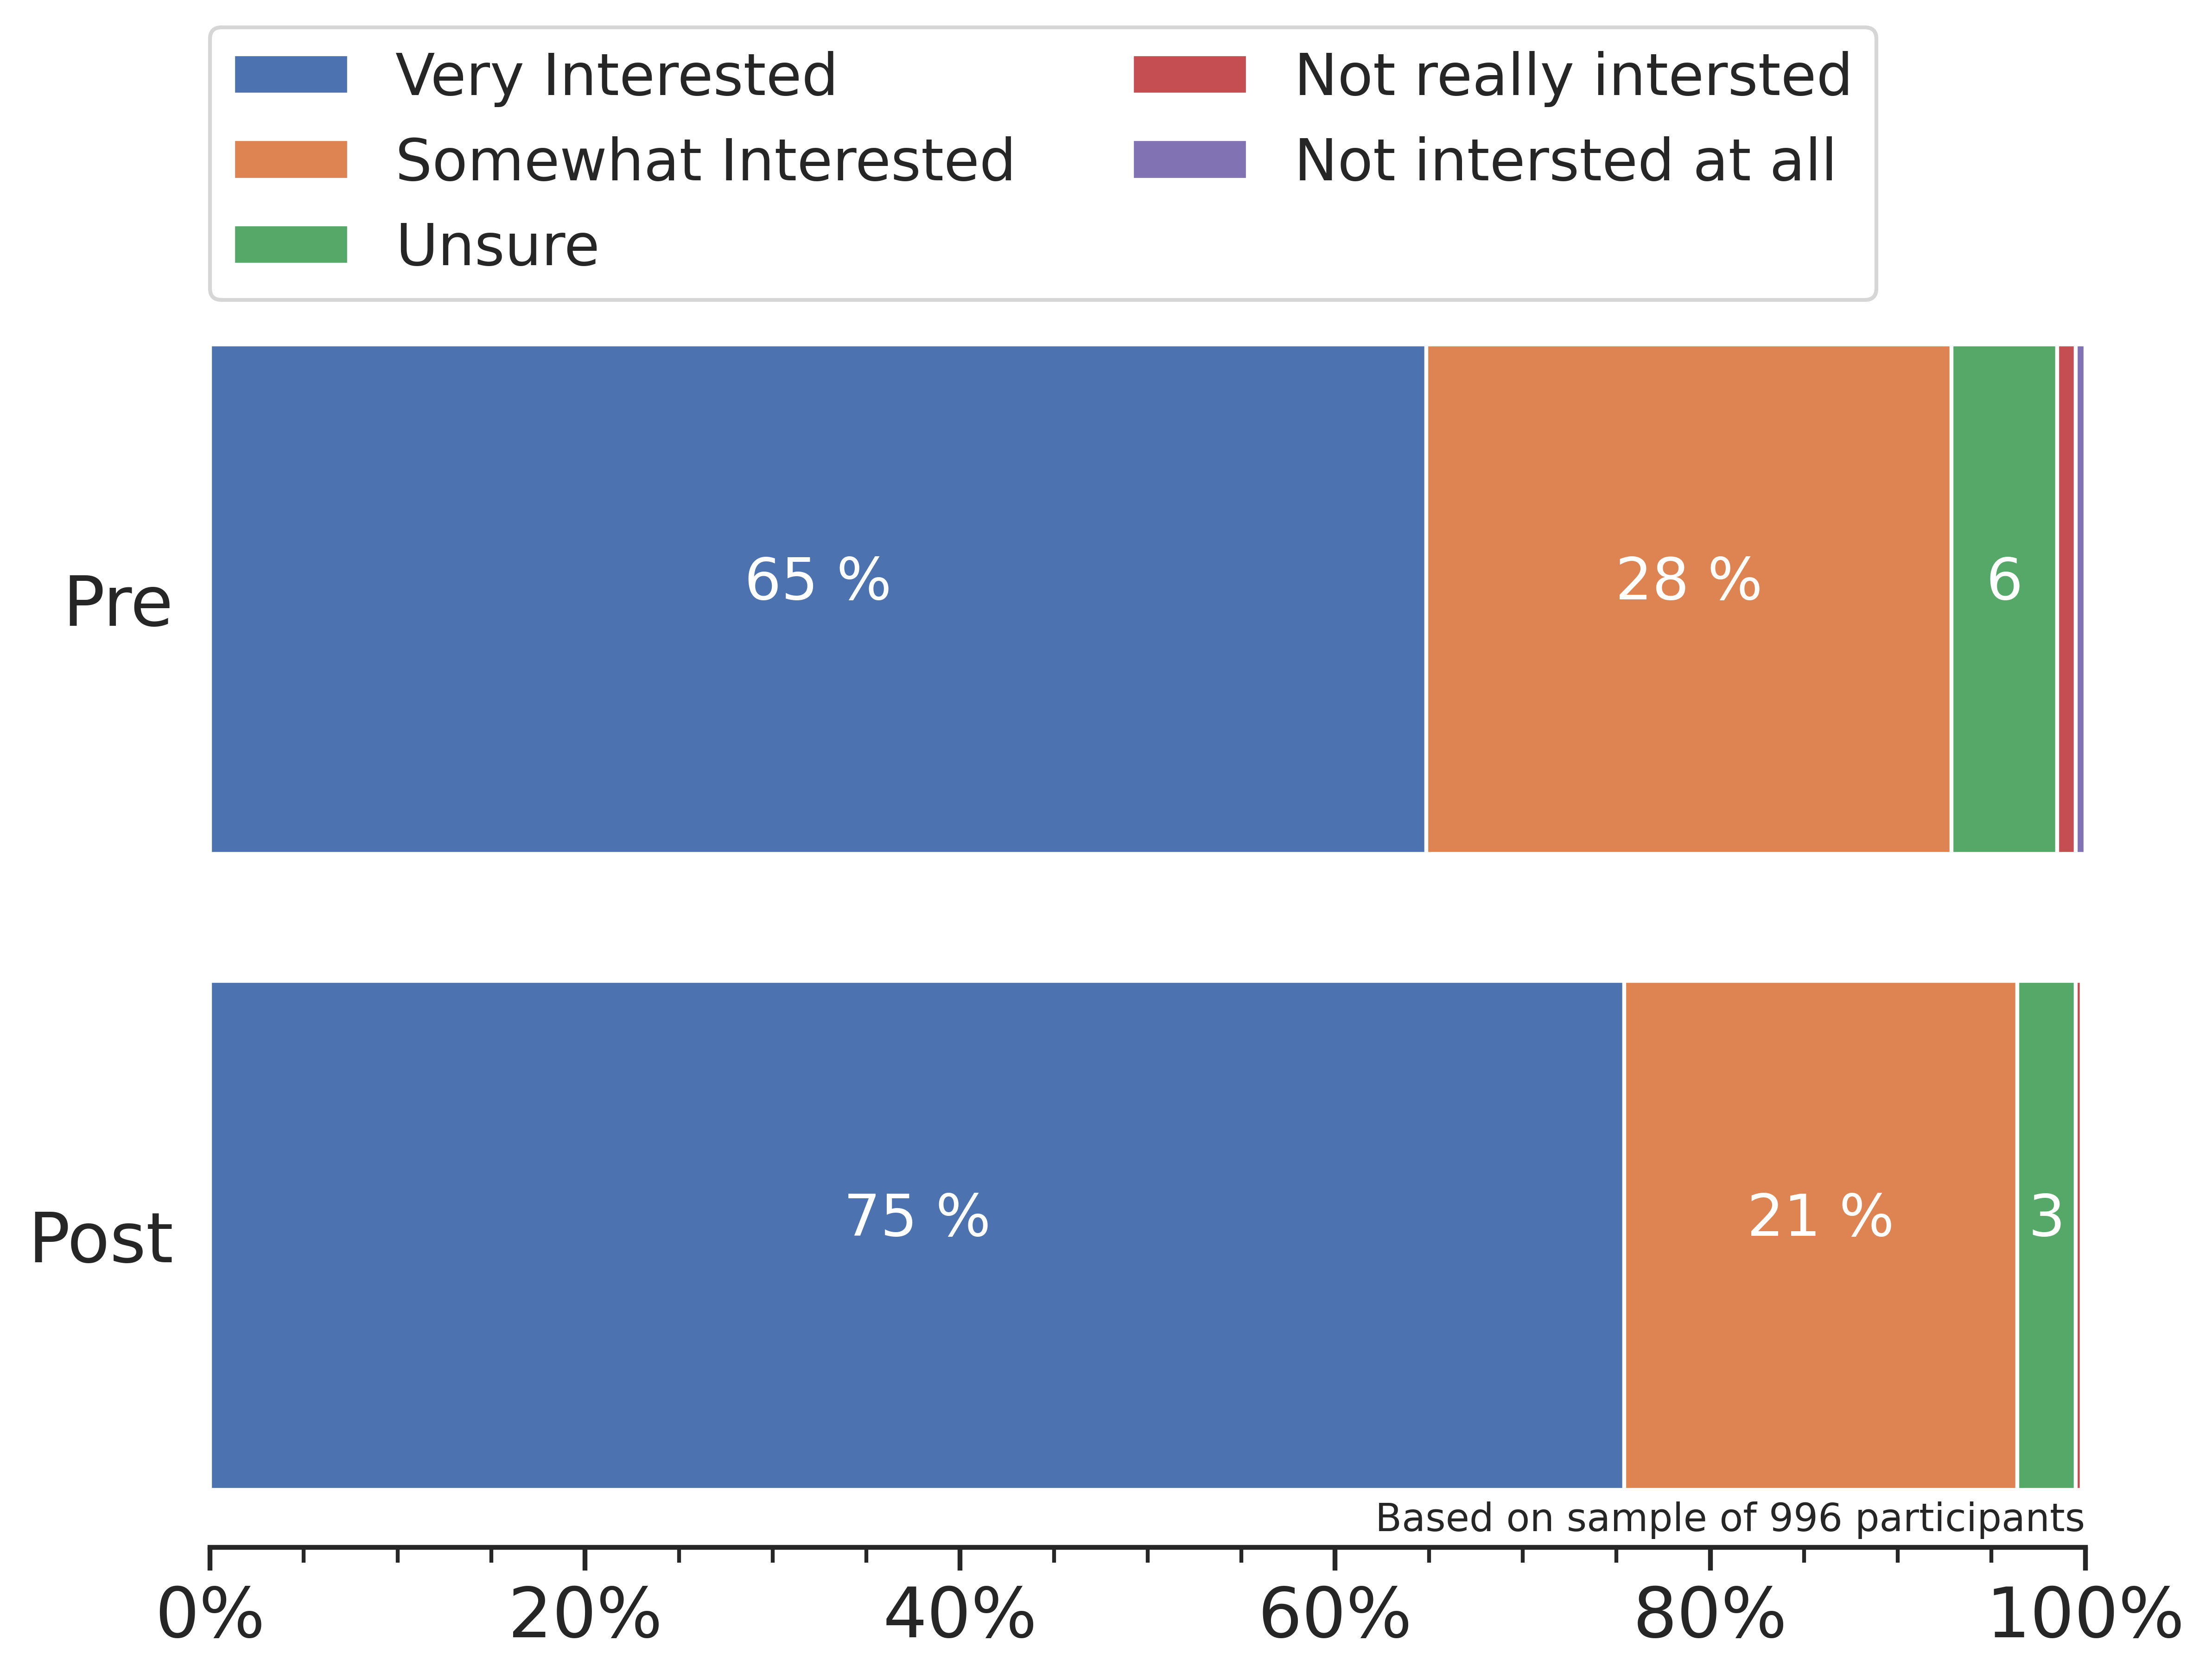 Very Interested
Somewhat Interested
Unsure
Not really intersted
Not intersted at all
Pre
65 %
28 %
6
Post
75 %
21 %
3
Based on sample of 996 participants
0% 20% 40% 60% 80% 100%